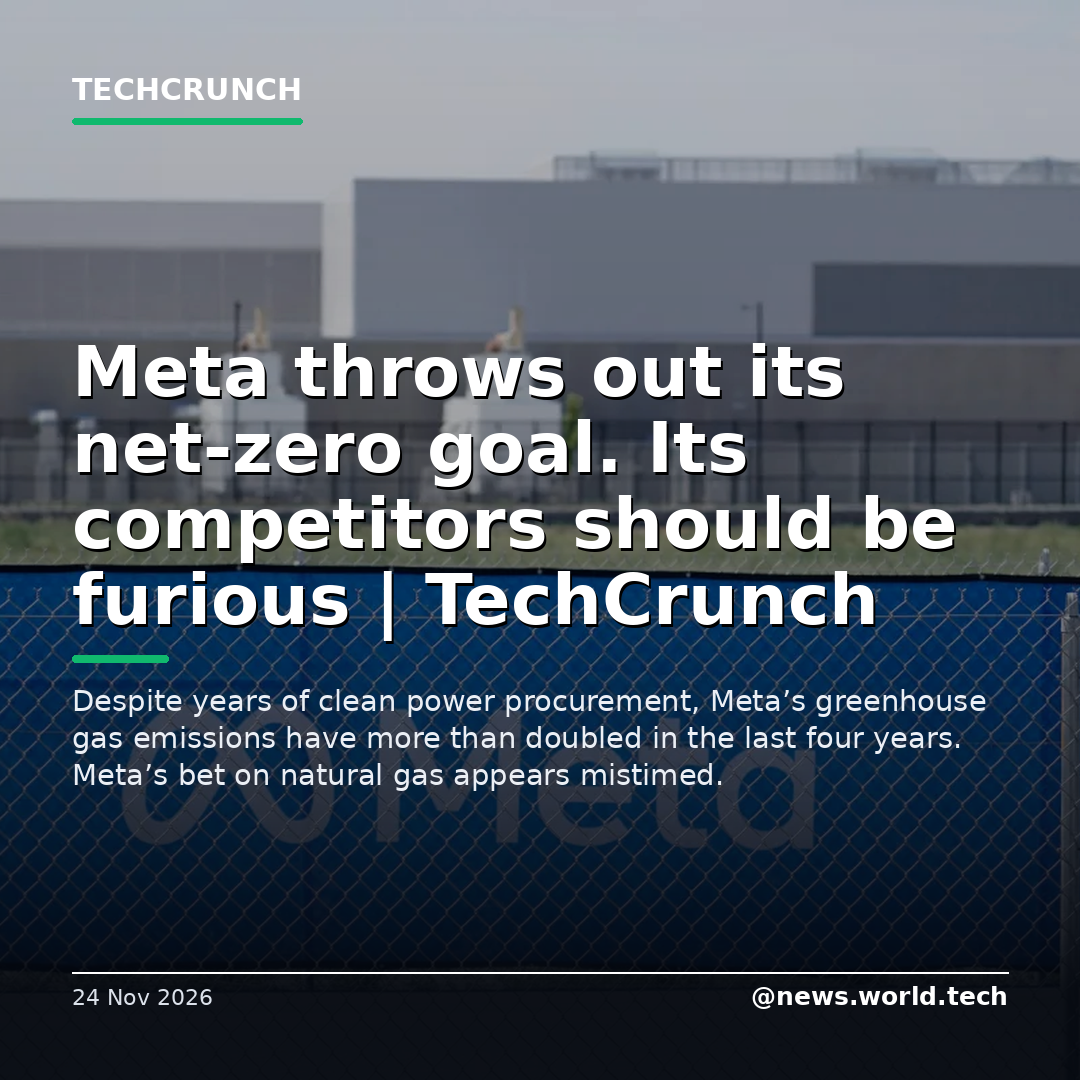 TECHCRUNCH
Meta throws out its
net-zero goal. Its
competitors should be
furious | TechCrunch
Despite years of clean power procurement, Meta’s greenhouse
gas emissions have more than doubled in the last four years.
Meta’s bet on natural gas appears mistimed.
Meta
24 Nov 2026
@news.world.tech